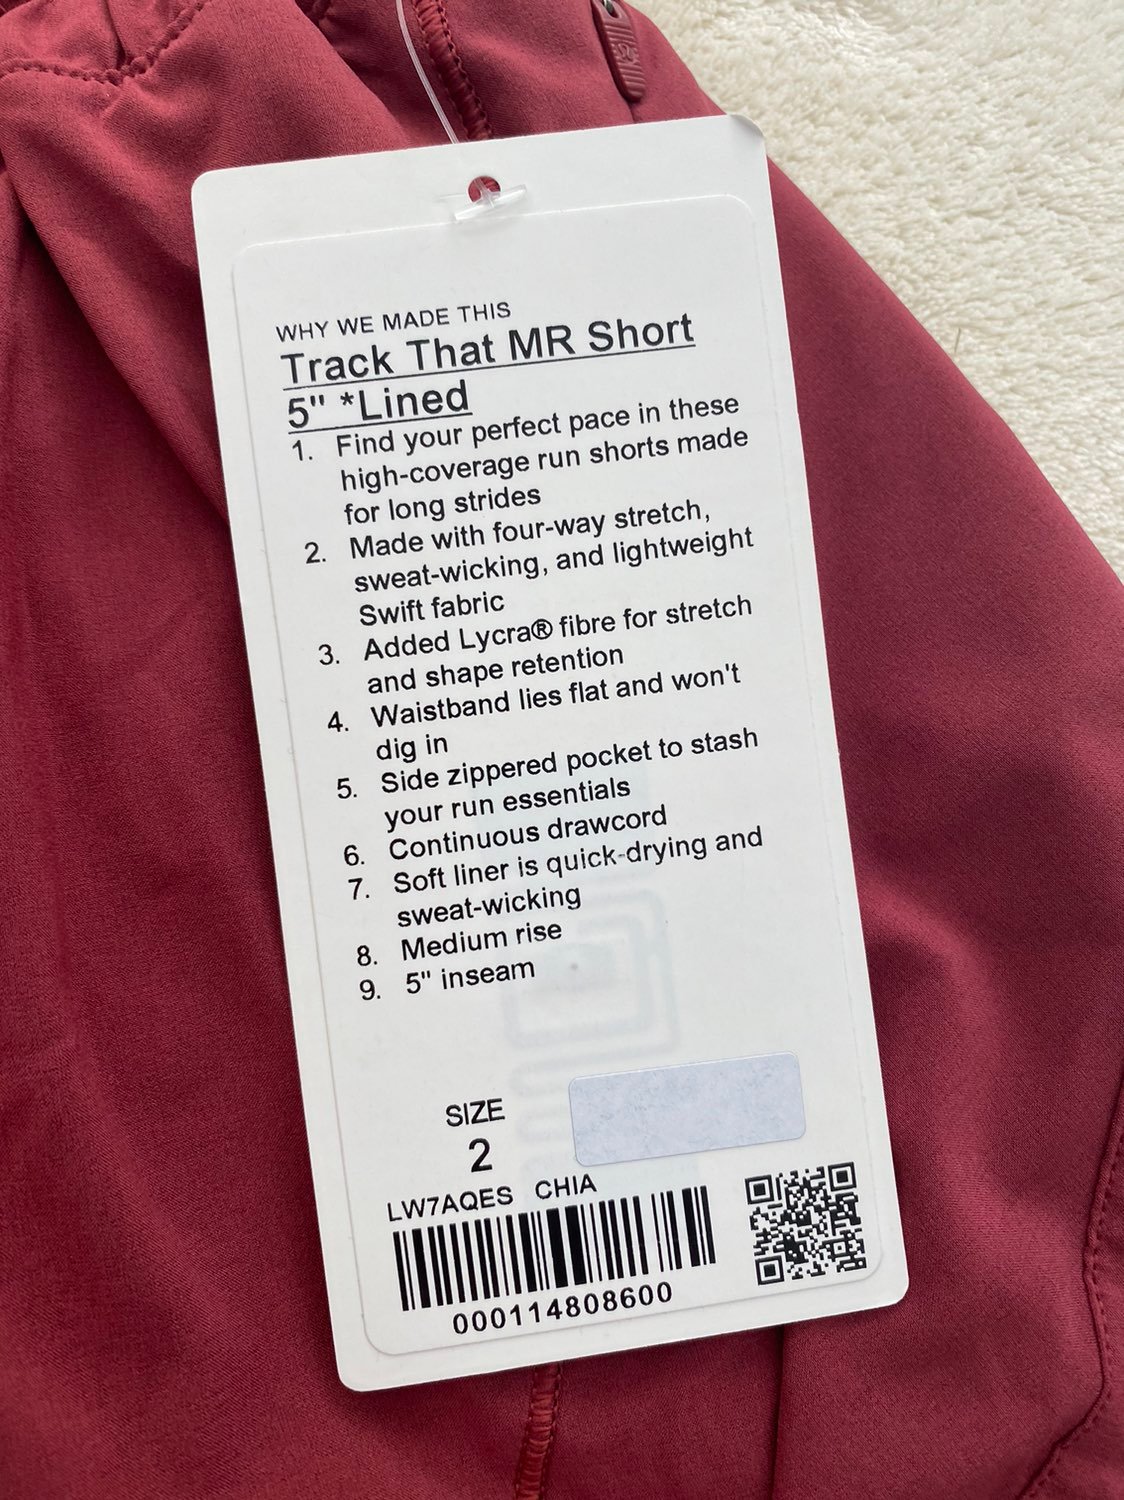 WHY WE MADE THIS
Track That MR Short
5" *Lined
1. Find your perfect pace in these
high-coverage run shorts made
for long strides
2. Made with four-way stretch,
sweat-wicking, and lightweight
Swift fabric
3. Added Lycra® fibre for stretch
and shape retention
4. Waistband lies flat and won't
dig in
5. Side zippered pocket to stash
your run essentials
6. Continuous drawcord
7. Soft liner is quick-drying and
sweat-wicking
8. Medium rise
9. 5" inseam
SIZE
2
LW7AQES CHIA
000114808600